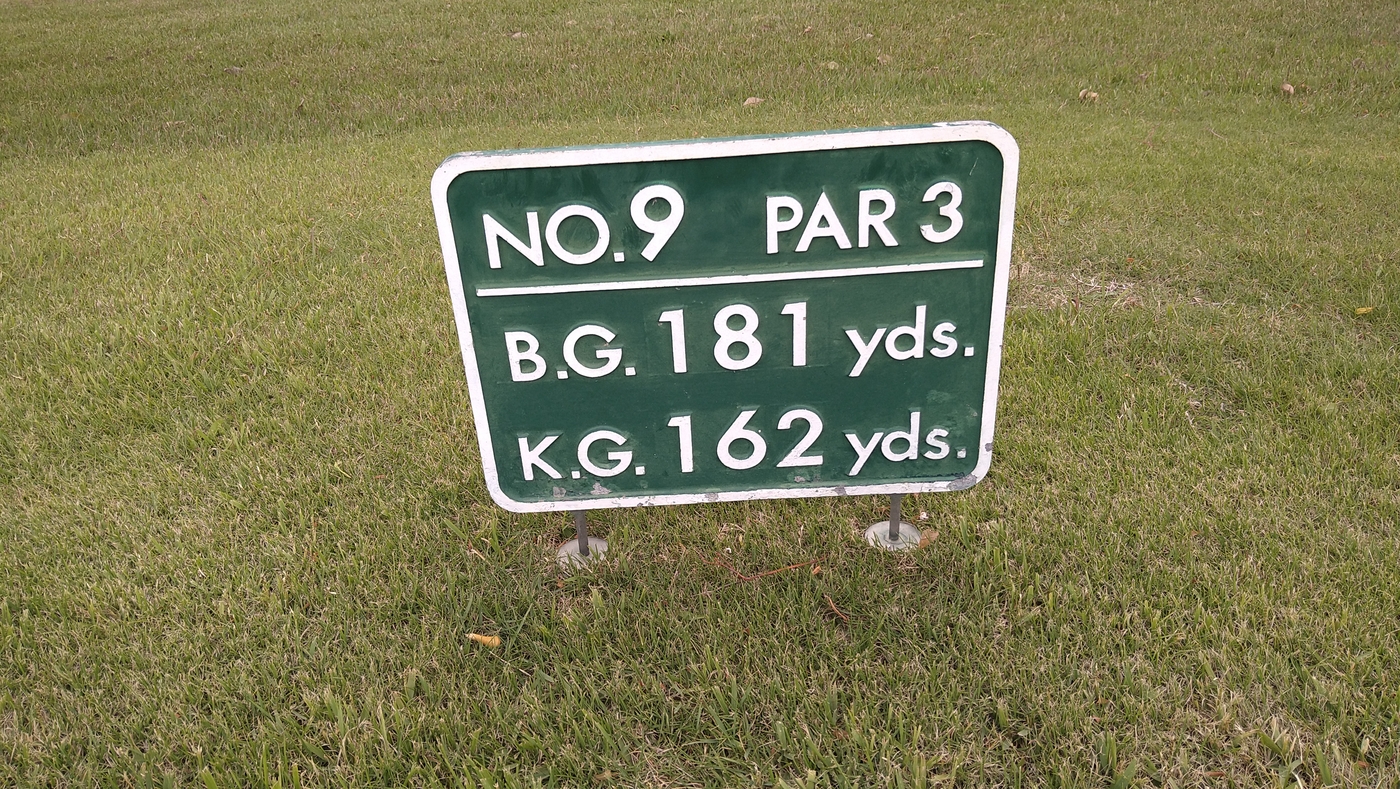 NO.9 PAR 3
B.G. 181 yds.
K.G. 162 yds.